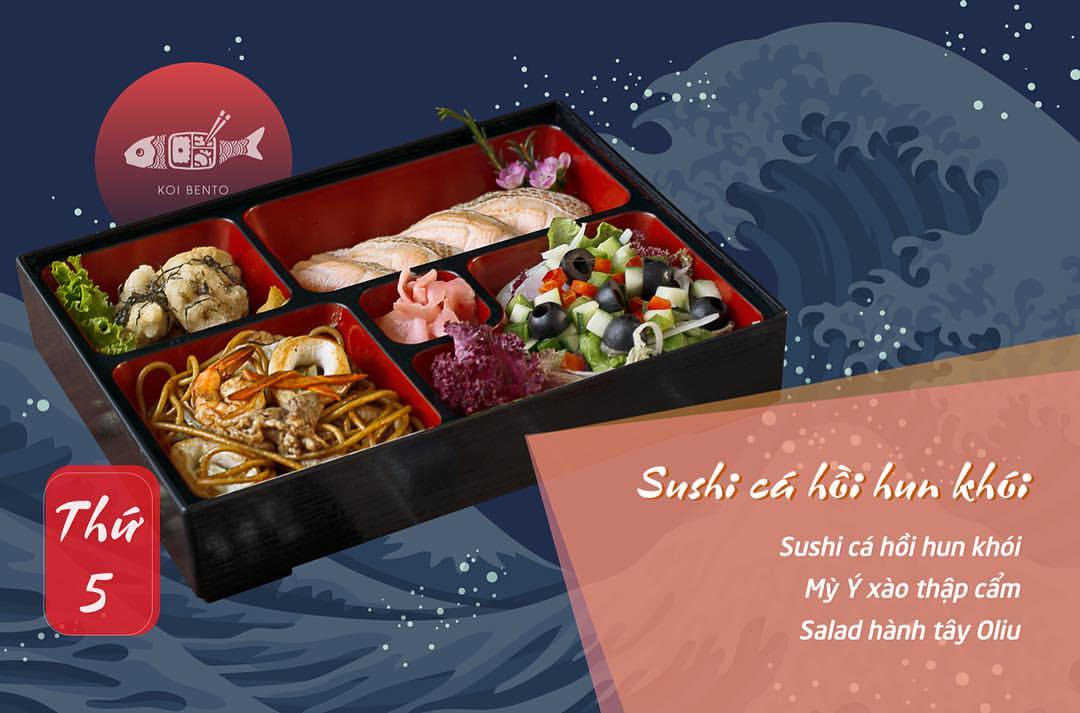 KOI BENTO
Thứ
5
Sushi cá hồi hun khói
Sushi cá hồi hun khói
Mỳ Ý xào thập cẩm
Salad hành tây Oliu